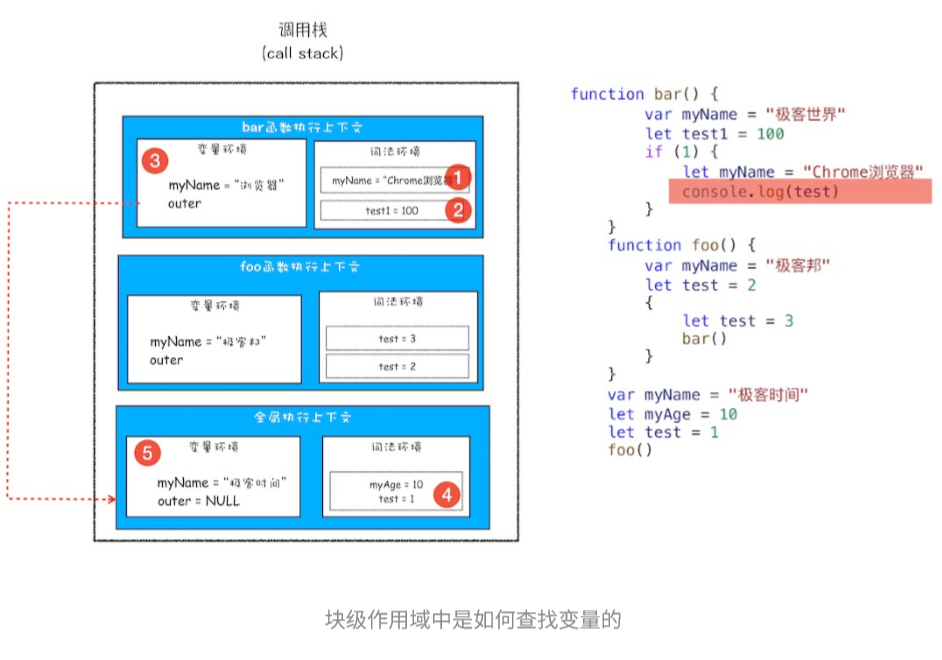 调用栈
(call stack)
bar函数执行上下文
变量环境
3
myName = “浏览器”
outer
词法环境
myName = “Chrome浏览器”
1
test1 = 100
2
foo函数执行上下文
变量环境
myName = “极客邦”
outer
词法环境
test = 3
test = 2
全局执行上下文
变量环境
5
myName = “极客时间”
outer = NULL
词法环境
myAge = 10
test = 1
4
function bar() {
var myName = "极客世界"
let test1 = 100
if (1) {
let myName = "Chrome浏览器"
console.log(test)
}
}
function foo() {
var myName = "极客邦"
let test = 2
{
let test = 3
bar()
}
}
var myName = "极客时间"
let myAge = 10
let test = 1
foo()
块级作用域中是如何查找变量的